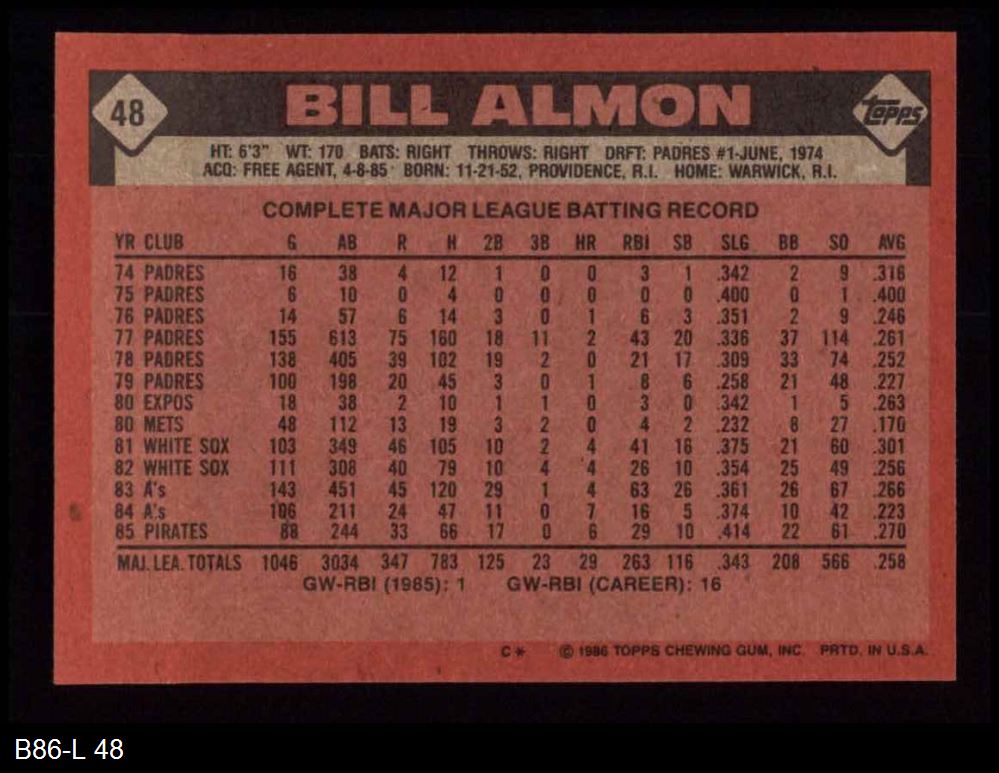 48 BILL ALMON Topps
HT: 6'3" WT: 170 BATS: RIGHT THROWS: RIGHT DRFT: PADRES #1-JUNE, 1974
ACQ: FREE AGENT, 4-8-85 BORN: 11-21-52, PROVIDENCE, R.I. HOME: WARWICK, R.I.
COMPLETE MAJOR LEAGUE BATTING RECORD
YR CLUB G AB R H 2B 3B HR RBI SB SLG BB SO AVG
74 PADRES 16 38 4 12 1 0 0 3 1 .342 2 9 .316
75 PADRES 6 10 0 4 0 0 0 0 0 .400 0 1 .400
76 PADRES 14 57 6 14 3 0 1 6 3 .351 2 9 .246
77 PADRES 155 613 75 160 18 11 2 43 20 .336 37 114 .261
78 PADRES 138 405 39 102 19 2 0 21 17 .309 33 74 .252
79 PADRES 100 198 20 45 3 0 1 8 6 .258 21 48 .227
80 EXPOS 18 38 2 10 1 1 0 3 0 .342 1 5 .263
80 METS 48 112 13 19 3 2 0 4 2 .232 8 27 .170
81 WHITE SOX 103 349 46 105 10 2 4 41 16 .375 21 60 .301
82 WHITE SOX 111 308 40 79 10 4 4 26 10 .354 25 49 .256
83 A's 143 451 45 120 29 1 4 63 26 .361 26 67 .266
84 A's 106 211 24 47 11 0 7 16 5 .374 10 42 .223
85 PIRATES 88 244 33 66 17 0 6 29 10 .414 22 61 .270
MAJ. LEA. TOTALS 1046 3034 347 783 125 23 29 263 116 .343 208 566 .258
GW-RBI (1985): 1 GW-RBI (CAREER): 16
C* © 1986 TOPPS CHEWING GUM, INC. PRTD. IN U.S.A.
B86-L 48